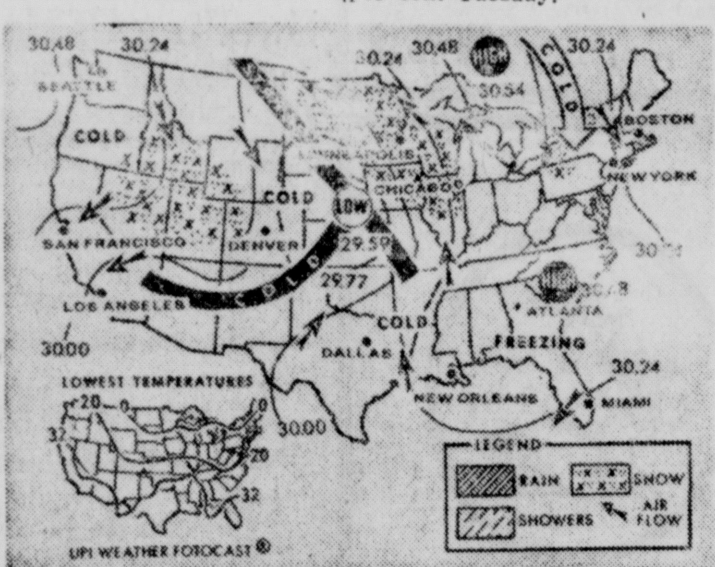 Tuesday.
30.48 30.24 30.24 30.48 HIGH COLD 30.24
SEATTLE 30.54
COLD BOSTON
MINNEAPOLIS NEW YORK
COLD CHICAGO
LOW
SAN FRANCISCO DENVER 29.59
COLD 29.77
LOS ANGELES ATLANTA
COLD
30.00 DALLAS FREEZING
LOWEST TEMPERATURES 30.24
NEW ORLEANS MIAMI
20 0 0
32 30.00
20
32
LEGEND
RAIN SNOW
SHOWERS AIR FLOW
UPI WEATHER FOTOCAST ®